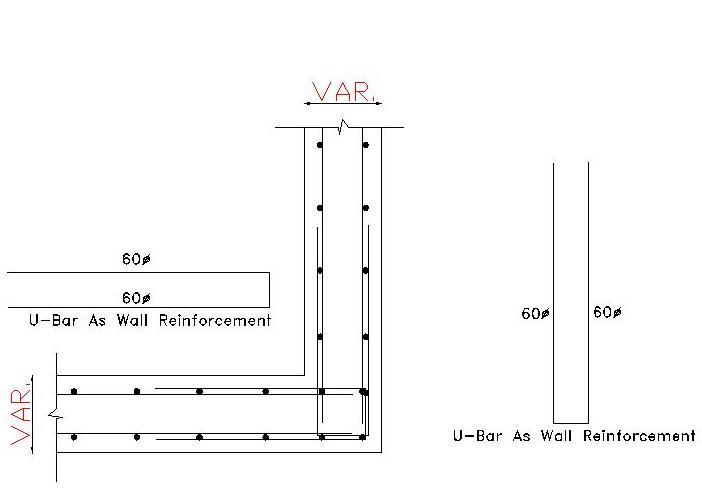 VAR.
60ø
60ø
U-Bar As Wall Reinforcement
60ø
60ø
VAR.
U-Bar As Wall Reinforcement